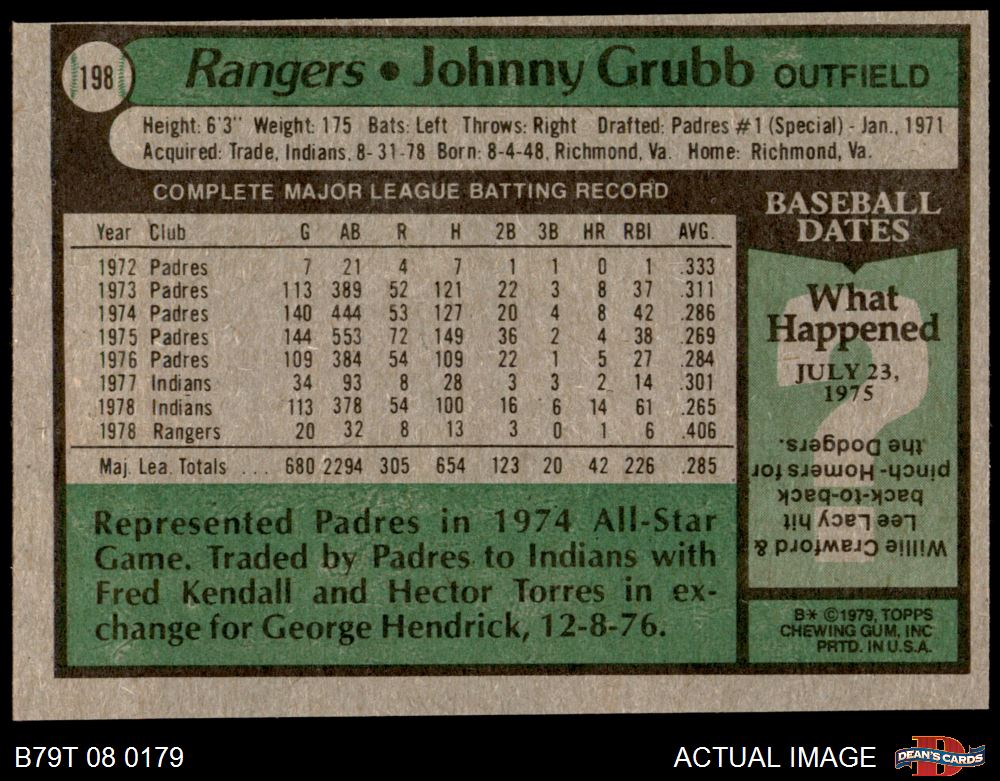 198
Rangers • Johnny Grubb OUTFIELD
Height: 6'3" Weight: 175 Bats: Left Throws: Right Drafted: Padres #1 (Special) - Jan., 1971
Acquired: Trade, Indians, 8-31-78 Born: 8-4-48, Richmond, Va. Home: Richmond, Va.
COMPLETE MAJOR LEAGUE BATTING RECORD
Year Club G AB R H 2B 3B HR RBI AVG.
1972 Padres 7 21 4 7 1 1 0 1 .333
1973 Padres 113 389 52 121 22 3 8 37 .311
1974 Padres 140 444 53 127 20 4 8 42 .286
1975 Padres 144 553 72 149 36 2 4 38 .269
1976 Padres 109 384 54 109 22 1 5 27 .284
1977 Indians 34 93 8 28 3 3 2 14 .301
1978 Indians 113 378 54 100 16 6 14 61 .265
1978 Rangers 20 32 8 13 3 0 1 6 .406
Maj. Lea. Totals ... 680 2294 305 654 123 20 42 226 .285
Represented Padres in 1974 All-Star
Game. Traded by Padres to Indians with
Fred Kendall and Hector Torres in ex-
change for George Hendrick, 12-8-76.
BASEBALL
DATES
What
Happened
JULY 23,
1975
?
Willie Crawford &
Lee Lacy hit
back-to-back
pinch-Homers for
the Dodgers.
B* ©1979, TOPPS
CHEWING GUM, INC
PRTD. IN U.S.A.
B79T 08 0179
ACTUAL IMAGE
D
DEAN'S CARDS